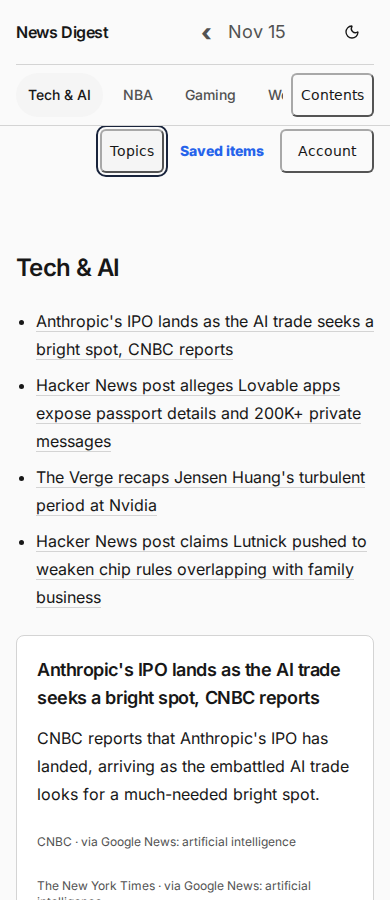 News Digest
‹ Nov 15
Tech & AI NBA Gaming Contents
Topics Saved items Account
Tech & AI
• Anthropic's IPO lands as the AI trade seeks a
bright spot, CNBC reports
• Hacker News post alleges Lovable apps
expose passport details and 200K+ private
messages
• The Verge recaps Jensen Huang's turbulent
period at Nvidia
• Hacker News post claims Lutnick pushed to
weaken chip rules overlapping with family
business
Anthropic's IPO lands as the AI trade
seeks a bright spot, CNBC reports
CNBC reports that Anthropic's IPO has
landed, arriving as the embattled AI trade
looks for a much-needed bright spot.
CNBC · via Google News: artificial intelligence
The New York Times · via Google News: artificial